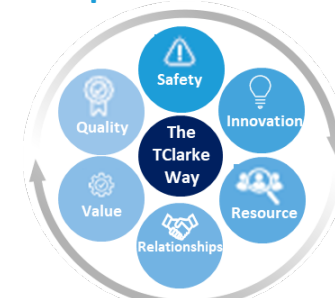 Safety
Quality
Innovation
The
TClarke
Way
Value
Resource
Relationships